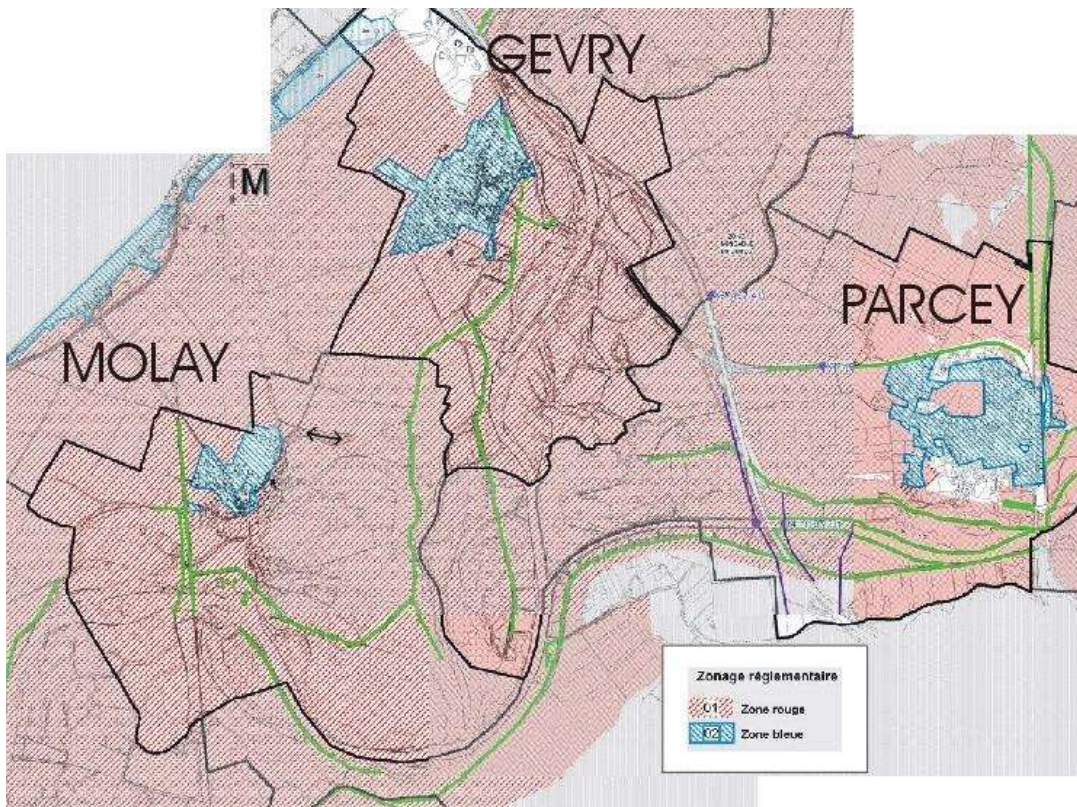 GEVRY
M
PARCEY
MOLAY
Zonage réglementaire
01 Zone rouge
02 Zone bleue